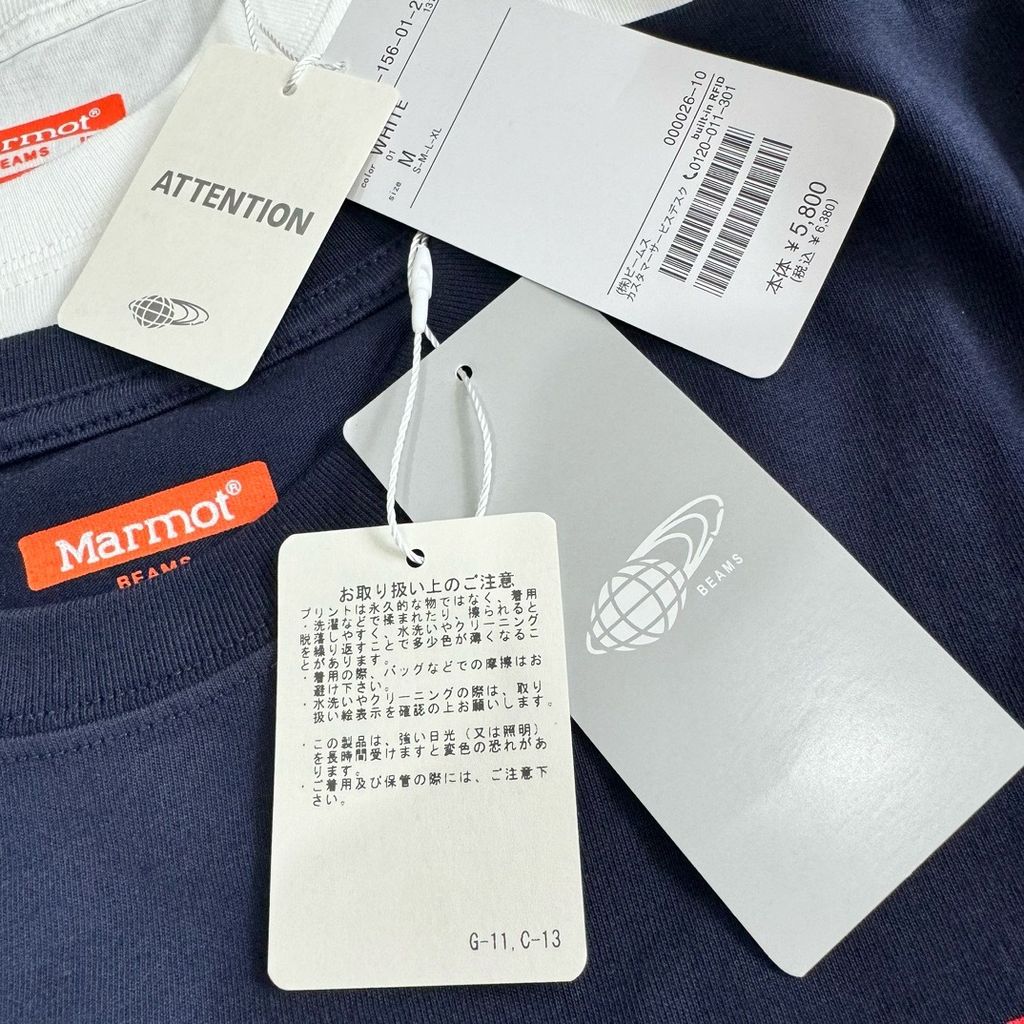 -156-01-2
color 01 WHITE
size M
S-M-L-XL
000026-10
built-in RFID
0120-011-301
(株)ビームス
カスタマーサービスデスク
本体 ¥ 5,800
(税込 ¥ 6,380)
rmot®
EAMS
ATTENTION
Marmot®
BEAMS
BEAMS
お取り扱い上のご注意
プリントは永久的な物ではなく、着用
・洗濯などで揉まれたり、擦られると
脱落しやすく、水洗いやクリーニング
を繰り返すことで多少色が薄くなるこ
とがあります。
・着用の際、バッグなどでの摩擦はお
避け下さい。
・水洗いやクリーニングの際は、取り
扱い絵表示を確認の上お願いします。
・この製品は、強い日光(又は照明)
を長時間受けますと変色の恐れがあ
ります。
・ご着用及び保管の際には、ご注意下
さい。
G-11,C-13